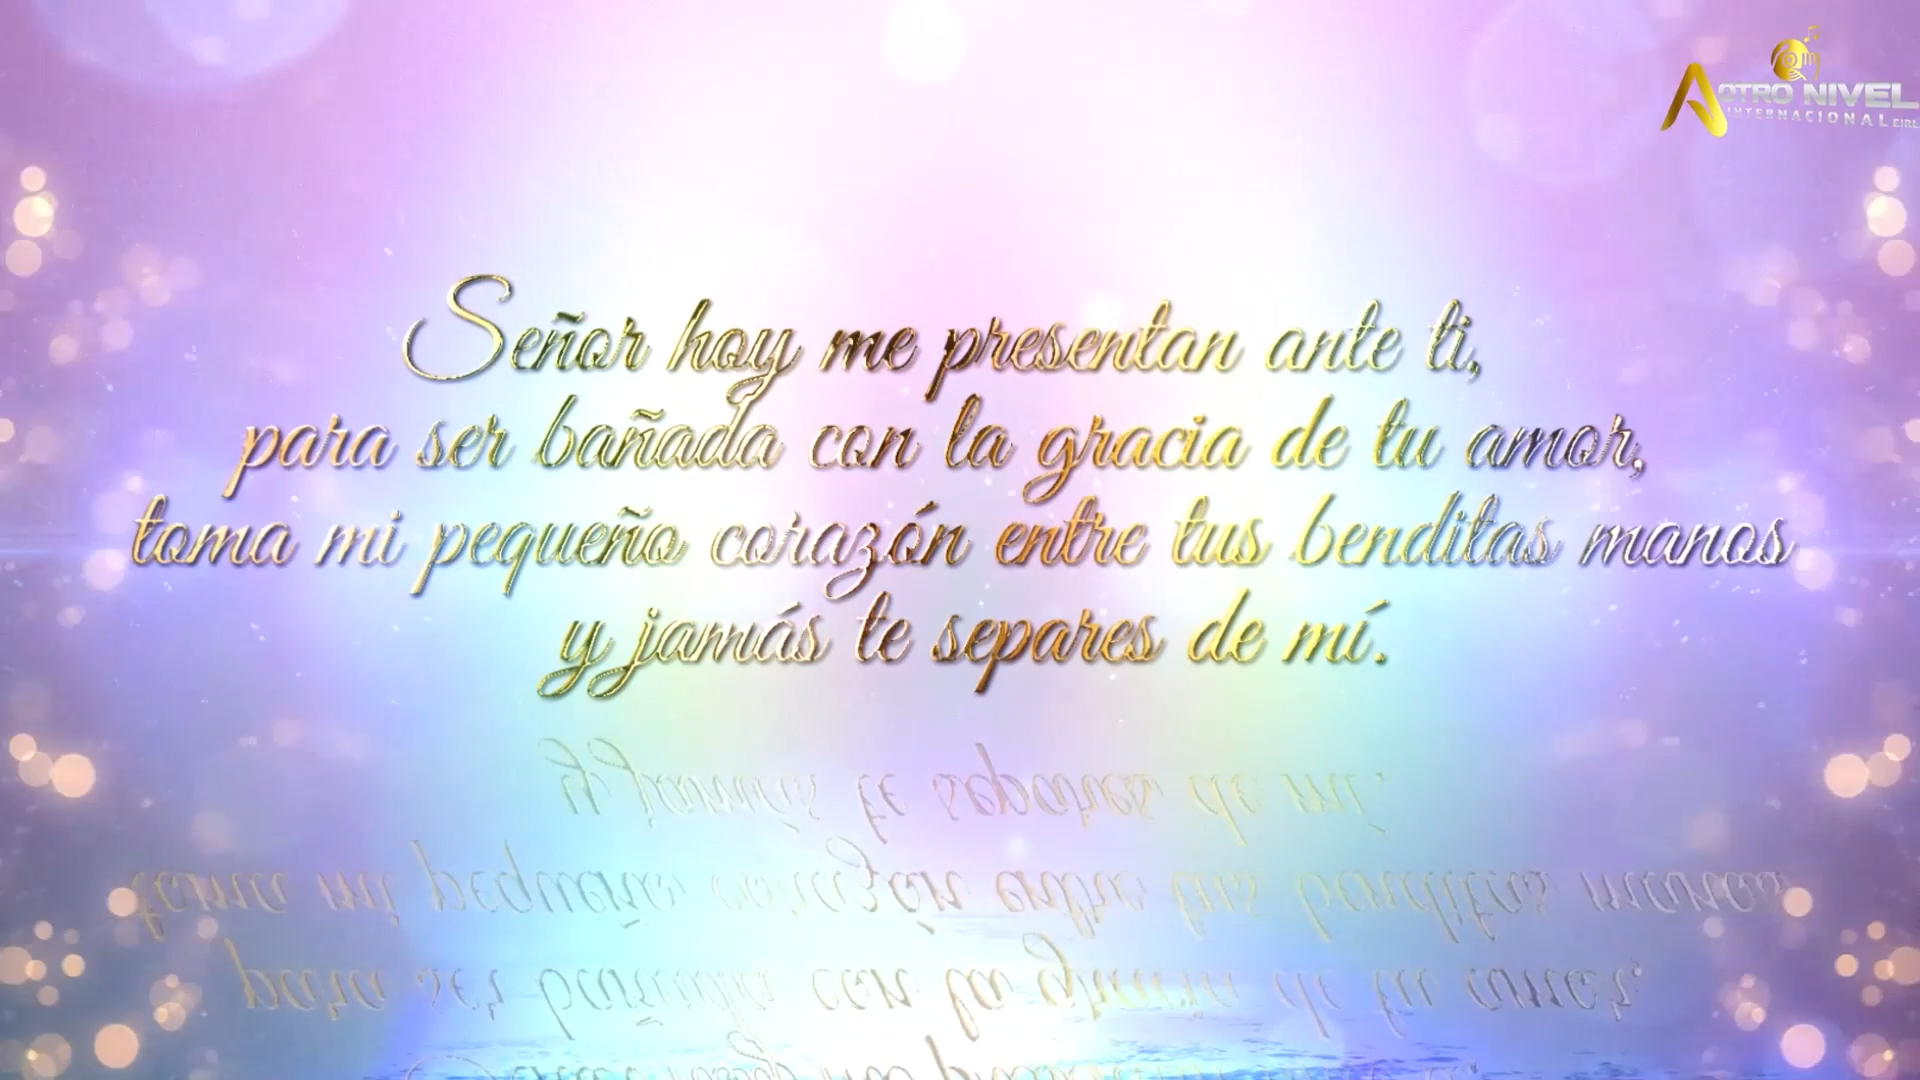 A OTRO NIVEL
INTERNACIONAL EIRL
Señor hoy me presentan ante ti,
para ser bañada con la gracia de tu amor,
toma mi pequeño corazón entre tus benditas manos
y jamás te separes de mí.